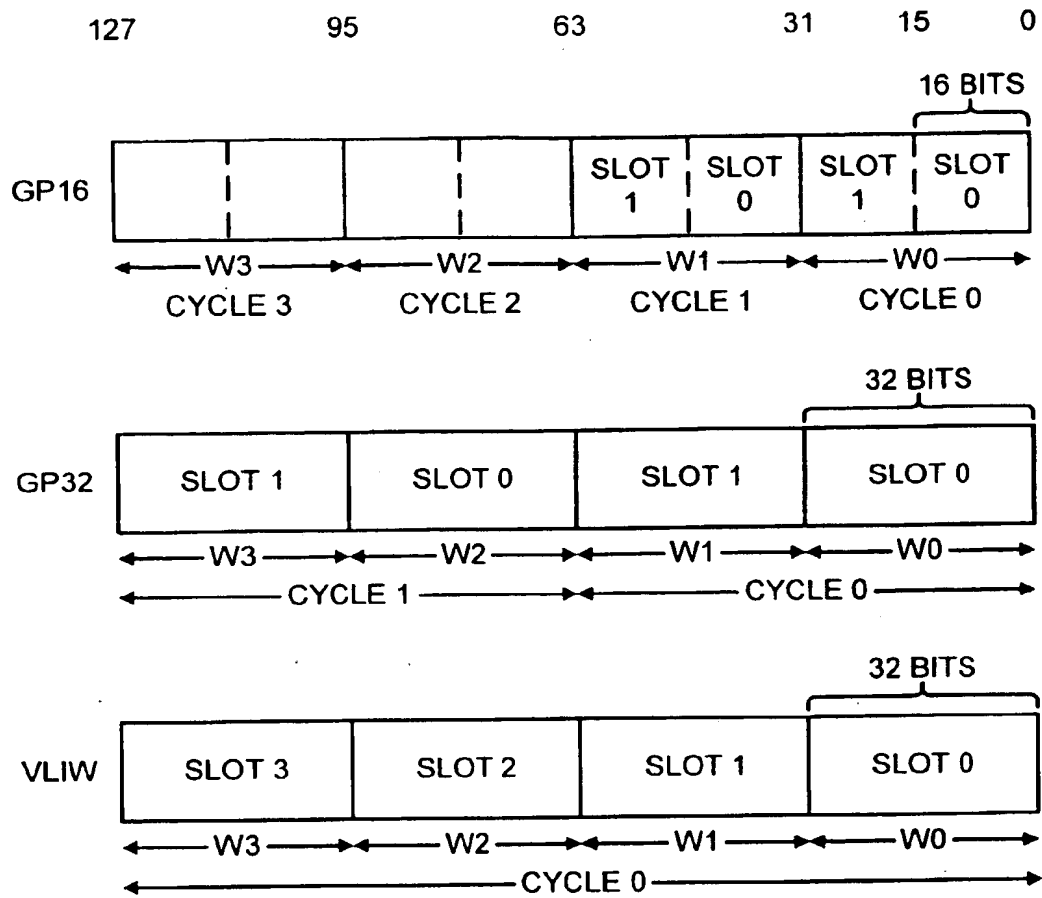 127 95 63 31 15 0
16 BITS
GP16 SLOT 1 SLOT 0 SLOT 1 SLOT 0
W3 W2 W1 W0
CYCLE 3 CYCLE 2 CYCLE 1 CYCLE 0
32 BITS
GP32 SLOT 1 SLOT 0 SLOT 1 SLOT 0
W3 W2 W1 W0
CYCLE 1 CYCLE 0
32 BITS
VLIW SLOT 3 SLOT 2 SLOT 1 SLOT 0
W3 W2 W1 W0
CYCLE 0